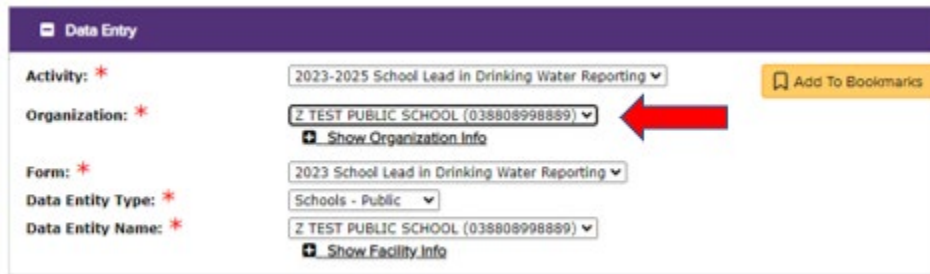 Data Entry
Activity: * 2023-2025 School Lead in Drinking Water Reporting Add To Bookmarks
Organization: * Z TEST PUBLIC SCHOOL (038808998889)
Show Organization Info
Form: * 2023 School Lead in Drinking Water Reporting
Data Entity Type: * Schools - Public
Data Entity Name: * Z TEST PUBLIC SCHOOL (038808998889)
Show Facility Info